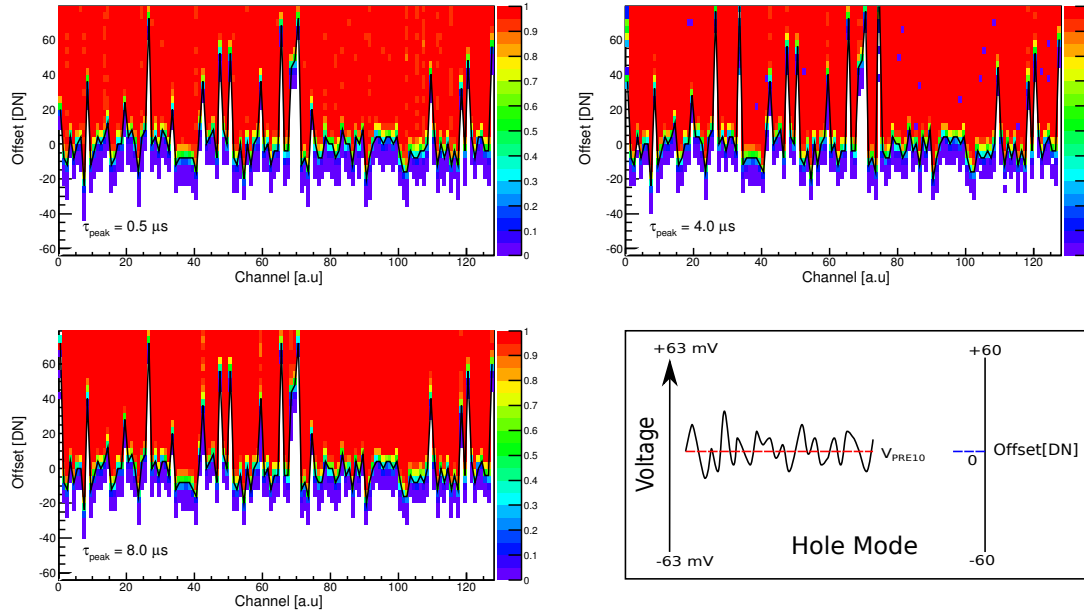 Offset [DN]
80
60
40
20
0
-20
-40
-60
τpeak = 0.5 µs
0 20 40 60 80 100 120
Channel [a.u]
1
0.9
0.8
0.7
0.6
0.5
0.4
0.3
0.2
0.1
0
Offset [DN]
80
60
40
20
0
-20
-40
-60
τpeak = 4.0 µs
0 20 40 60 80 100 120
Channel [a.u]
Offset [DN]
80
60
40
20
0
-20
-40
-60
τpeak = 8.0 µs
0 20 40 60 80 100 120
Channel [a.u]
1
0.9
0.8
0.7
0.6
0.5
0.4
0.3
0.2
0.1
0
+63 mV
+60
Voltage
VPRE10
0
Offset[DN]
-63 mV
Hole Mode
-60